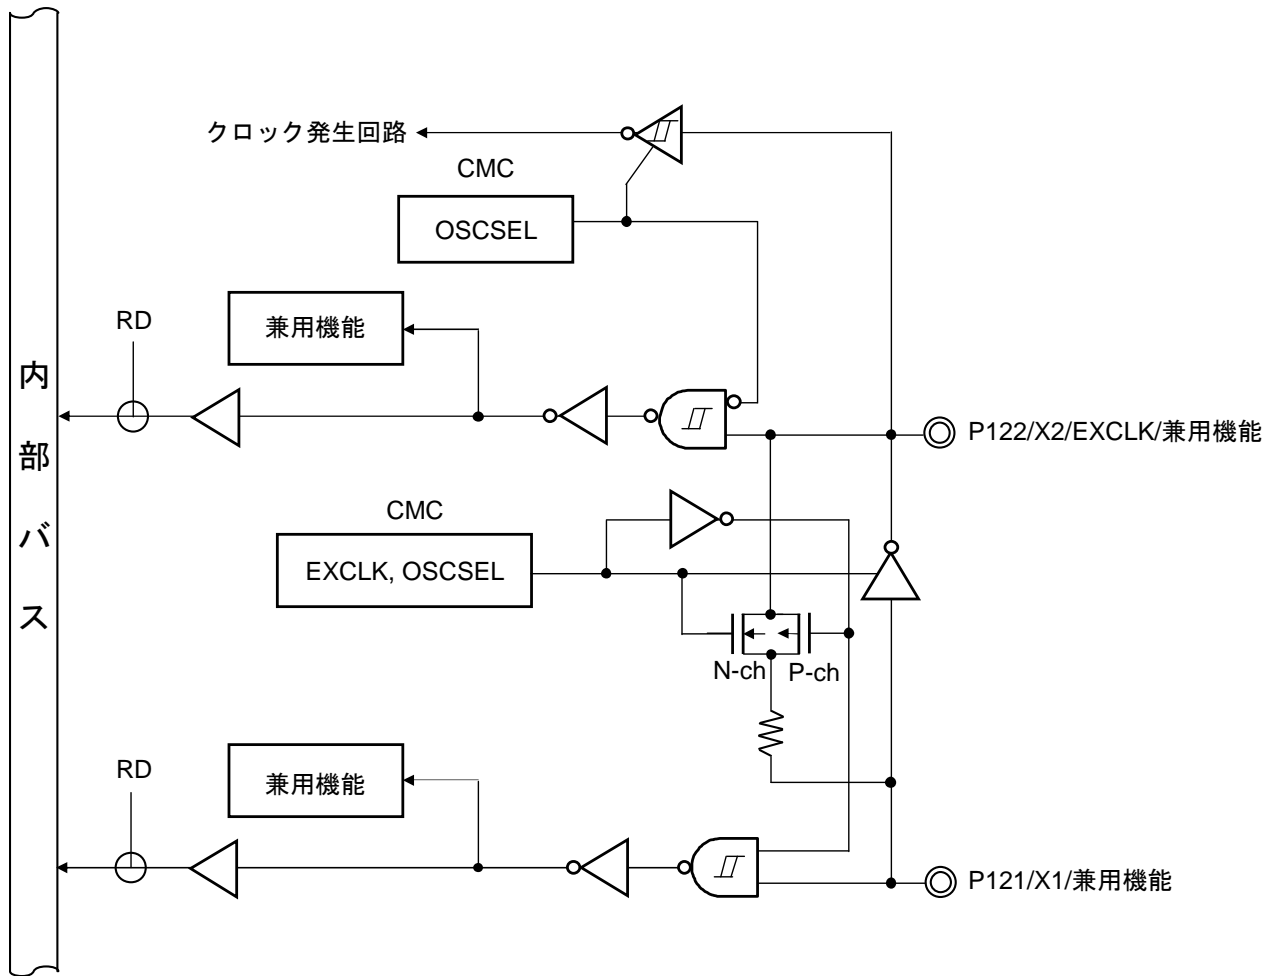 クロック発生回路
CMC
OSCSEL
RD
兼用機能
内部バス
P122/X2/EXCLK/兼用機能
CMC
EXCLK, OSCSEL
N-ch
P-ch
RD
兼用機能
P121/X1/兼用機能